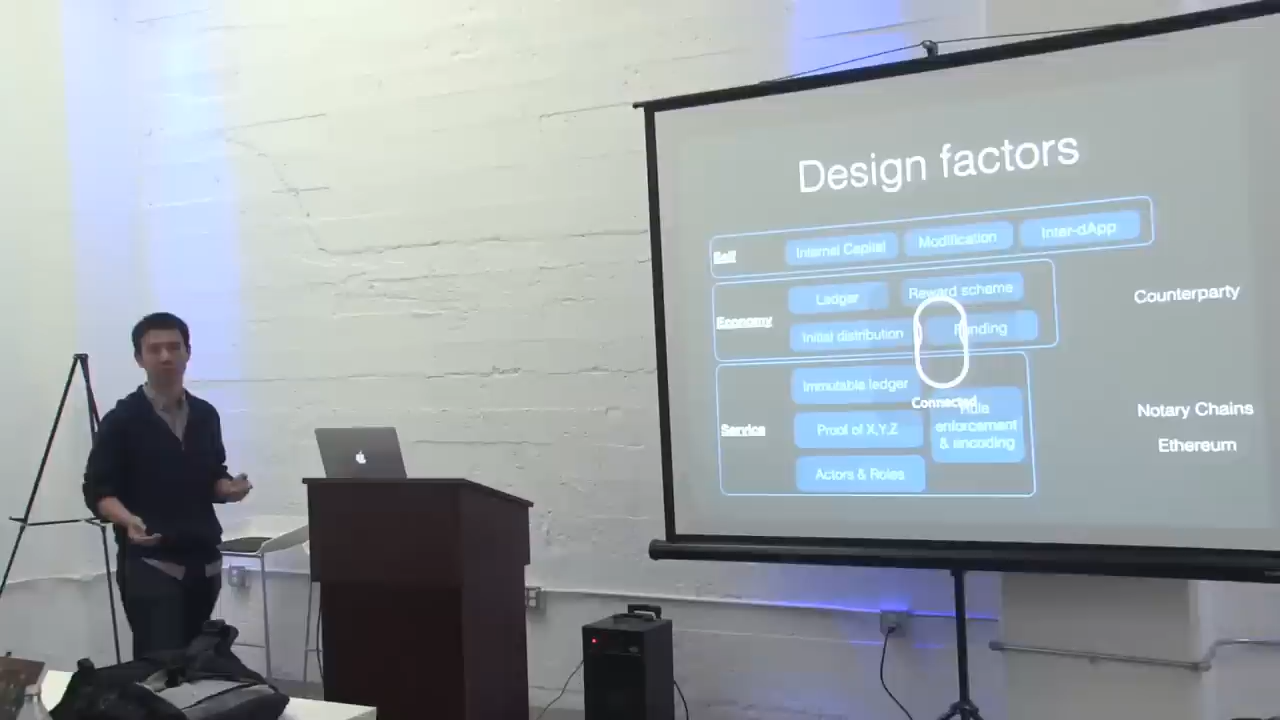 Design factors
Self
Internal Capital
Modification
Inter-dApp
Economy
Ledger
Reward scheme
Initial distribution
Funding
Counterparty
Service
Immutable ledger
Connected
Proof of X,Y,Z
enforcement
& encoding
Actors & Roles
Notary Chains
Ethereum